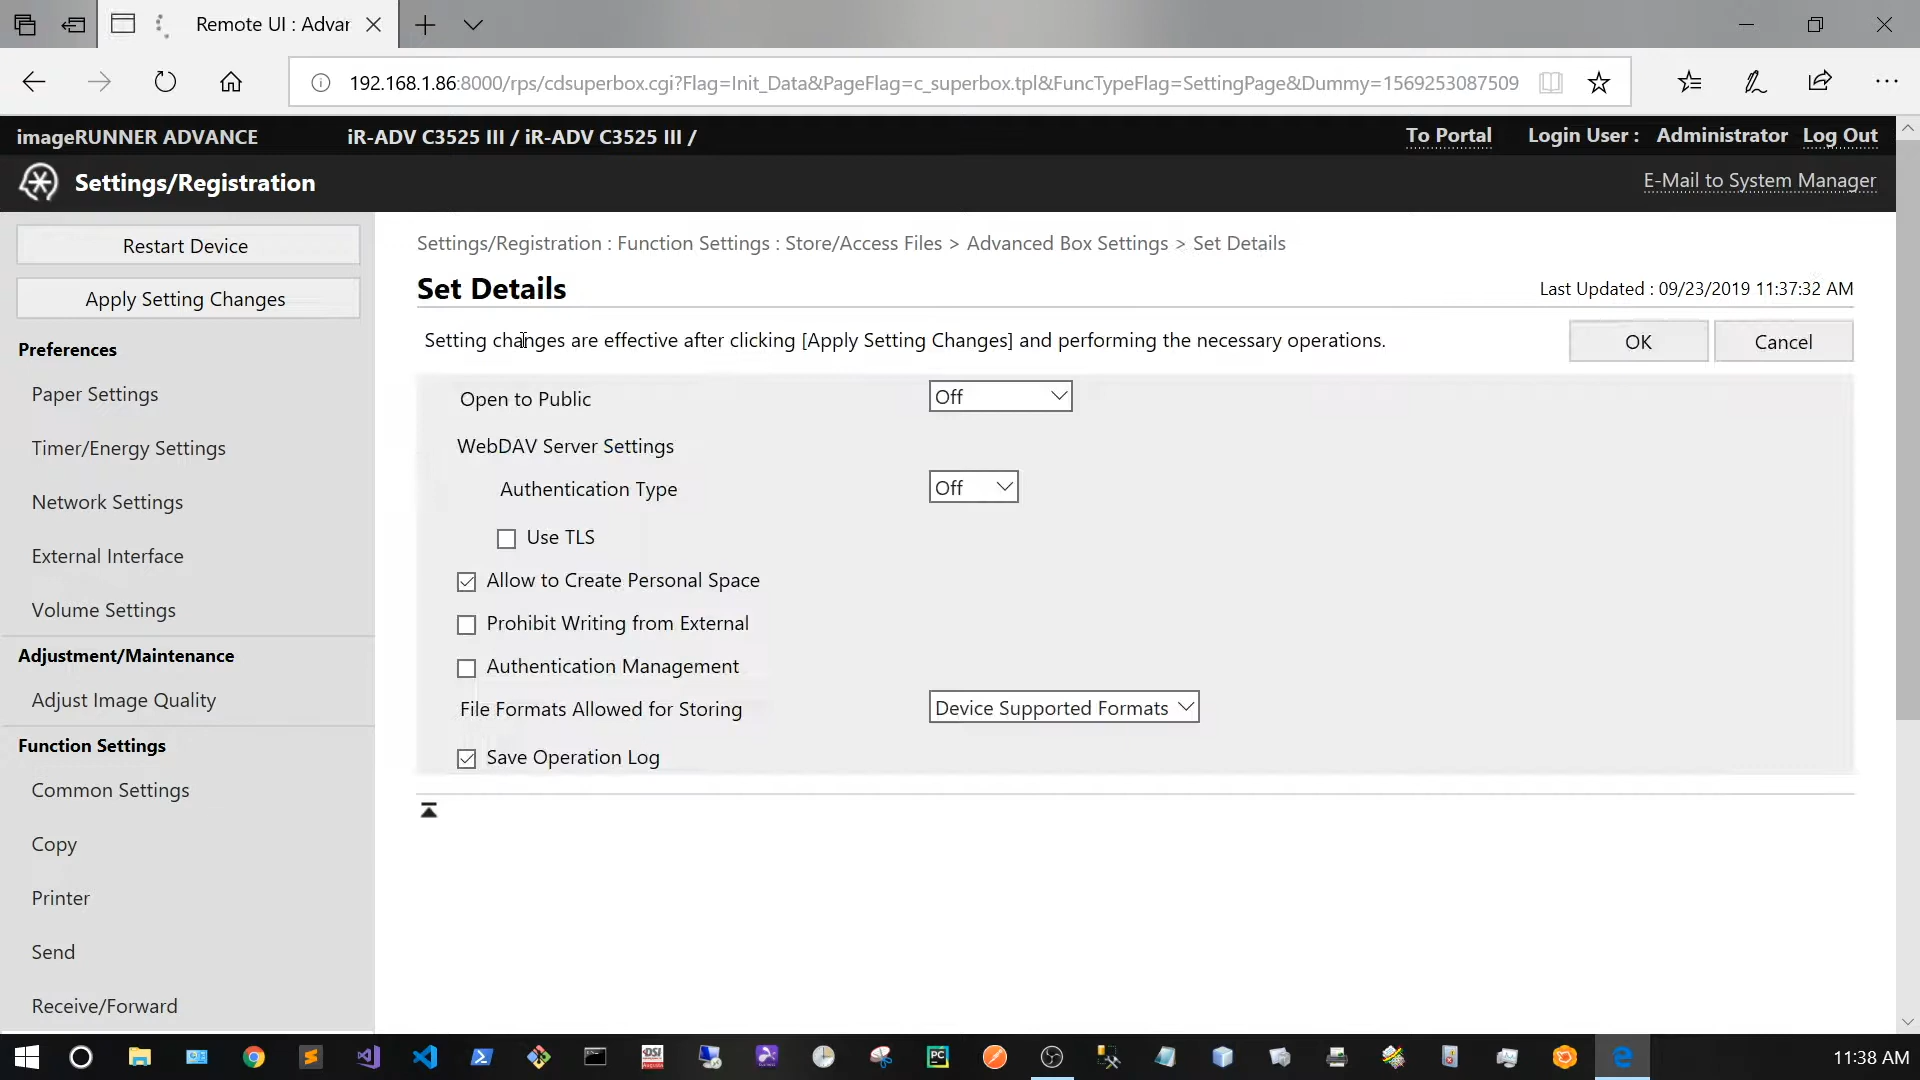 Remote UI : Advar
192.168.1.86:8000/rps/cdsuperbox.cgi?Flag=Init_Data&PageFlag=c_superbox.tpl&FuncTypeFlag=SettingPage&Dummy=1569253087509
imageRUNNER ADVANCE iR-ADV C3525 III / iR-ADV C3525 III / To Portal Login User : Administrator Log Out
Settings/Registration E-Mail to System Manager
Restart Device
Apply Setting Changes
Preferences
Paper Settings
Timer/Energy Settings
Network Settings
External Interface
Volume Settings
Adjustment/Maintenance
Adjust Image Quality
Function Settings
Common Settings
Copy
Printer
Send
Receive/Forward
Settings/Registration : Function Settings : Store/Access Files > Advanced Box Settings > Set Details
Set Details Last Updated : 09/23/2019 11:37:32 AM
Setting changes are effective after clicking [Apply Setting Changes] and performing the necessary operations. OK Cancel
Open to Public Off
WebDAV Server Settings
Authentication Type Off
Use TLS
Allow to Create Personal Space
Prohibit Writing from External
Authentication Management
File Formats Allowed for Storing Device Supported Formats
Save Operation Log
PC
11:38 AM